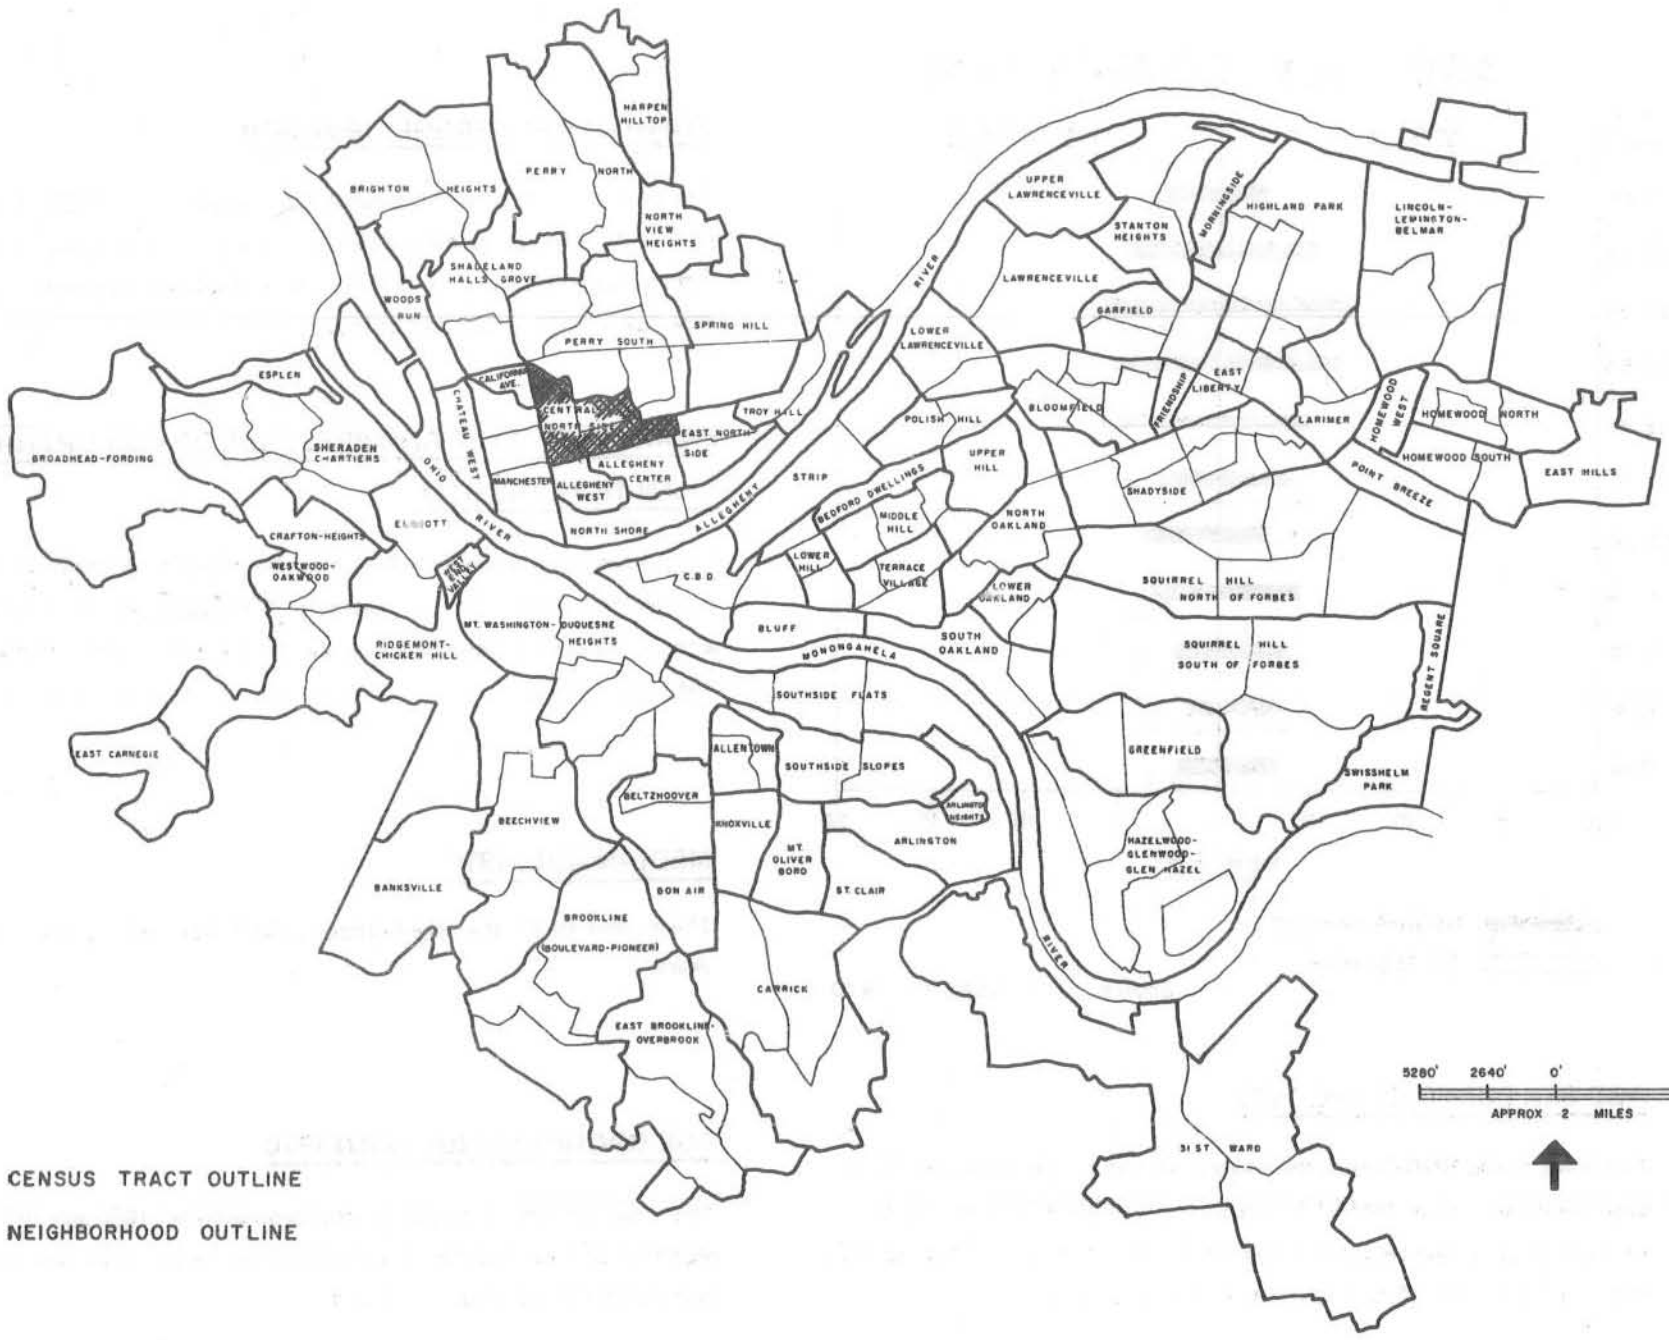 HARPEN
HILLTOP
PERRY NORTH
BRIGHTON HEIGHTS
NORTH
VIEW
HEIGHTS
SHADELAND
HALLS GROVE
WOODS
RUN
SPRING HILL
PERRY SOUTH
ESPLEN
CALIFORNIA
AVE.
CHATEAU WEST
CENTRAL
NORTH SIDE
TROY HILL
EAST NORTH
SIDE
ALLEGHENY
CENTER
MANCHESTER
ALLEGHENY
WEST
NORTH SHORE
BROADHEAD-FORDING
SHERADEN
CHARTIERS
OHIO
RIVER
ELLIOTT
CRAFTON-HEIGHTS
WESTWOOD-
OAKWOOD
WEST
END
VALLEY
RIDGEMONT-
CHICKEN HILL
MT. WASHINGTON-DUQUESNE
HEIGHTS
EAST CARNEGIE
UPPER
LAWRENCEVILLE
STANTON
HEIGHTS
MORNINGSIDE
HIGHLAND PARK
LINCOLN-
LEMINGTON-
BELMAR
LAWRENCEVILLE
GARFIELD
LOWER
LAWRENCEVILLE
RIVER
ALLEGHENY
STRIP
POLISH HILL
BLOOMFIELD
FRIENDSHIP
EAST
LIBERTY
LARIMER
HOMEWOOD
WEST
HOMEWOOD NORTH
HOMEWOOD SOUTH
EAST HILLS
POINT BREEZE
SHADYSIDE
UPPER
HILL
BEDFORD DWELLINGS
MIDDLE
HILL
NORTH
OAKLAND
LOWER
HILL
TERRACE
VILLAGE
C.B.D.
LOWER
OAKLAND
BLUFF
SOUTH
OAKLAND
SQUIRREL HILL
NORTH OF FORBES
SQUIRREL HILL
SOUTH OF FORBES
REGENT SQUARE
MONONGAHELA
SOUTHSIDE FLATS
ALLENTOWN
SOUTHSIDE SLOPES
GREENFIELD
SWISSHELM
PARK
BELTZHOOVER
BEECHVIEW
KNOXVILLE
ARLINGTON
HEIGHTS
ARLINGTON
MT.
OLIVER
BORO
HAZELWOOD-
GLENWOOD-
GLEN HAZEL
BANKSVILLE
BON AIR
ST. CLAIR
BROOKLINE
(BOULEVARD-PIONEER)
RIVER
CARRICK
EAST BROOKLINE-
OVERBROOK
31 ST. WARD
5280' 2640' 0'
APPROX 2 MILES
CENSUS TRACT OUTLINE
NEIGHBORHOOD OUTLINE